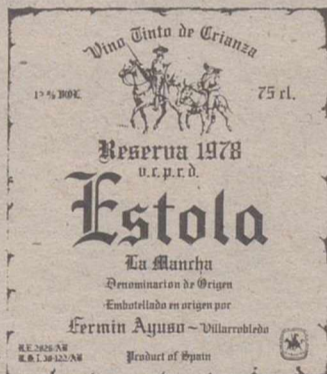 Vino Tinto de Crianza
75 cl.
Reserva 1978
v.c.p.r.d.
Estola
La Mancha
Denominacion de Origen
Embotellado en origen por
Fermin Ayuso ~ Villarrobledo
Product of Spain